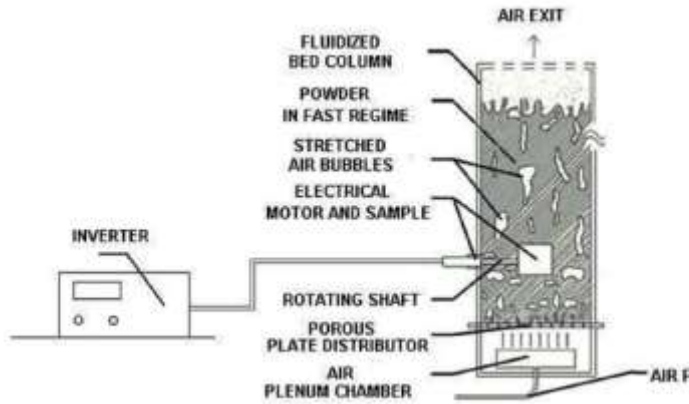 AIR EXIT
FLUIDIZED
BED COLUMN
POWDER
IN FAST REGIME
STRETCHED
AIR BUBBLES
ELECTRICAL
MOTOR AND SAMPLE
INVERTER
ROTATING SHAFT
POROUS
PLATE DISTRIBUTOR
AIR
PLENUM CHAMBER
AIR